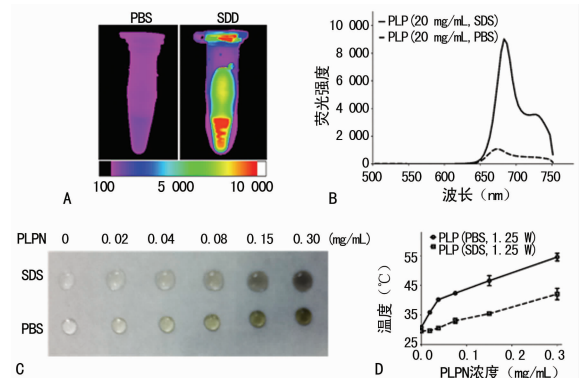 PBS SDD
100 5 000 10 000
A
荧光强度
10 000
8 000
6 000
4 000
2 000
0
PLP(20 mg/mL, SDS)
PLP(20 mg/mL, PBS)
500 550 600 650 700 750
波长（nm）
B
PLPN 0 0.02 0.04 0.08 0.15 0.30 (mg/mL)
SDS
PBS
C
温度（℃）
65
55
45
35
25
PLP(PBS, 1.25 W)
PLP(SDS, 1.25 W)
0.0 0.1 0.2 0.3
PLPN浓度（mg/mL）
D